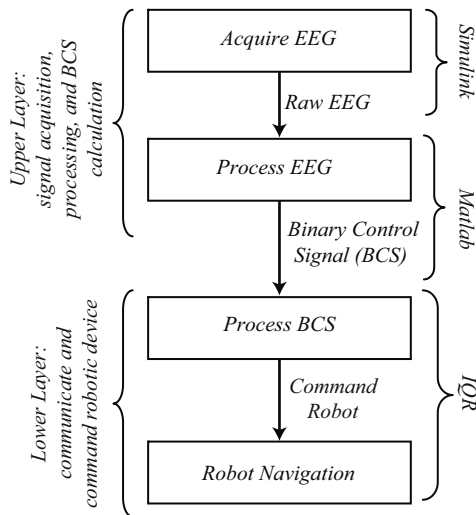 Upper Layer:
signal acquisition,
processing, and BCS
calculation
Acquire EEG
Simulink
Raw EEG
Process EEG
Matlab
Binary Control
Signal (BCS)
Lower Layer:
communicate and
command robotic device
Process BCS
IQR
Command
Robot
Robot Navigation